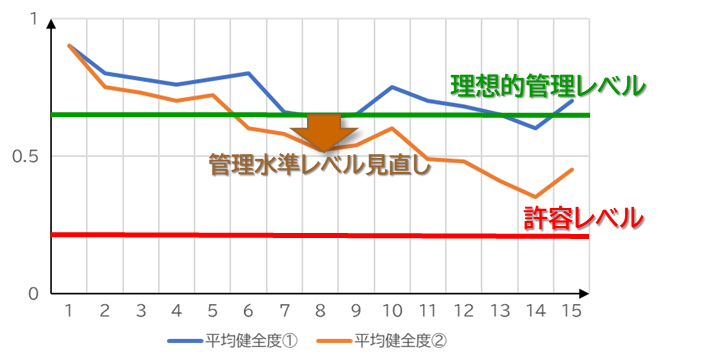 1
理想的管理レベル
0.5
管理水準レベル見直し
許容レベル
0
1 2 3 4 5 6 7 8 9 10 11 12 13 14 15
平均健全度① 平均健全度②